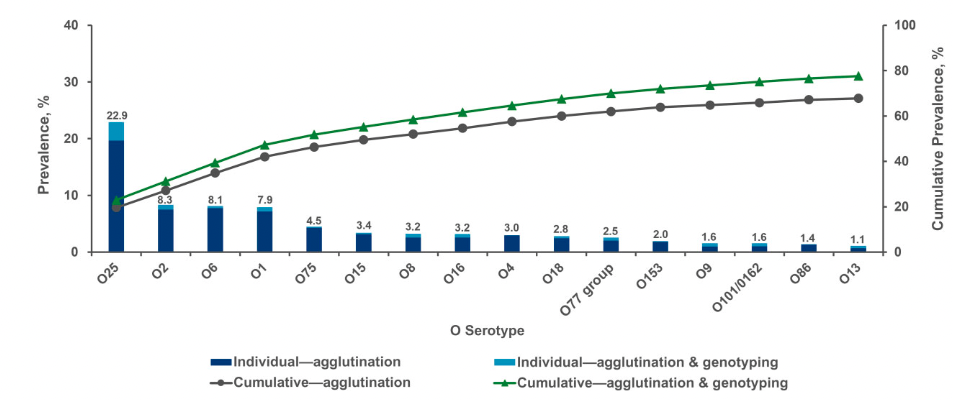 40
100
30
80
60
20
40
10
20
0
0
Prevalence, %
Cumulative Prevalence, %
22.9
8.3
8.1
7.9
4.5
3.4
3.2
3.2
3.0
2.8
2.5
2.0
1.6
1.6
1.4
1.1
O25
O2
O6
O1
O75
O15
O8
O16
O4
O18
O77 group
O153
O9
O101/0162
O86
O13
O Serotype
Individual—agglutination
Individual—agglutination & genotyping
Cumulative—agglutination
Cumulative—agglutination & genotyping